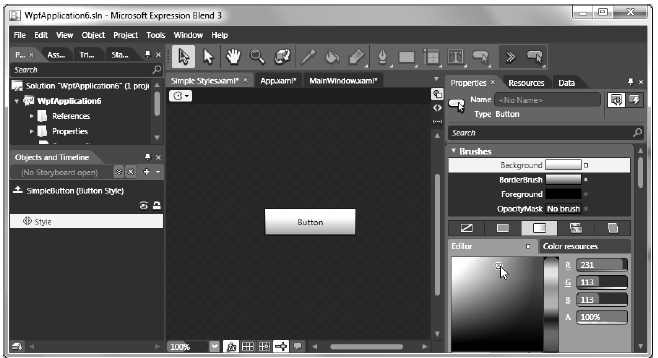 WpfApplication6.sln - Microsoft Expression Blend 3
File Edit View Object Project Tools Window Help
P... × Ass... Tri... Sta...
Search
Solution "WpfApplication6" (1 proj
WpfApplication6
References
Properties
Objects and Timeline
(No Storyboard open)
SimpleButton (Button Style)
Style
Simple Styles.xaml* × App.xaml* MainWindow.xaml*
Button
100%
Properties × Resources Data
Name <No Name>
Type Button
Search
Brushes
Background
BorderBrush
Foreground
OpacityMask No brush
Editor Color resources
R 231
G 113
B 113
A 100%